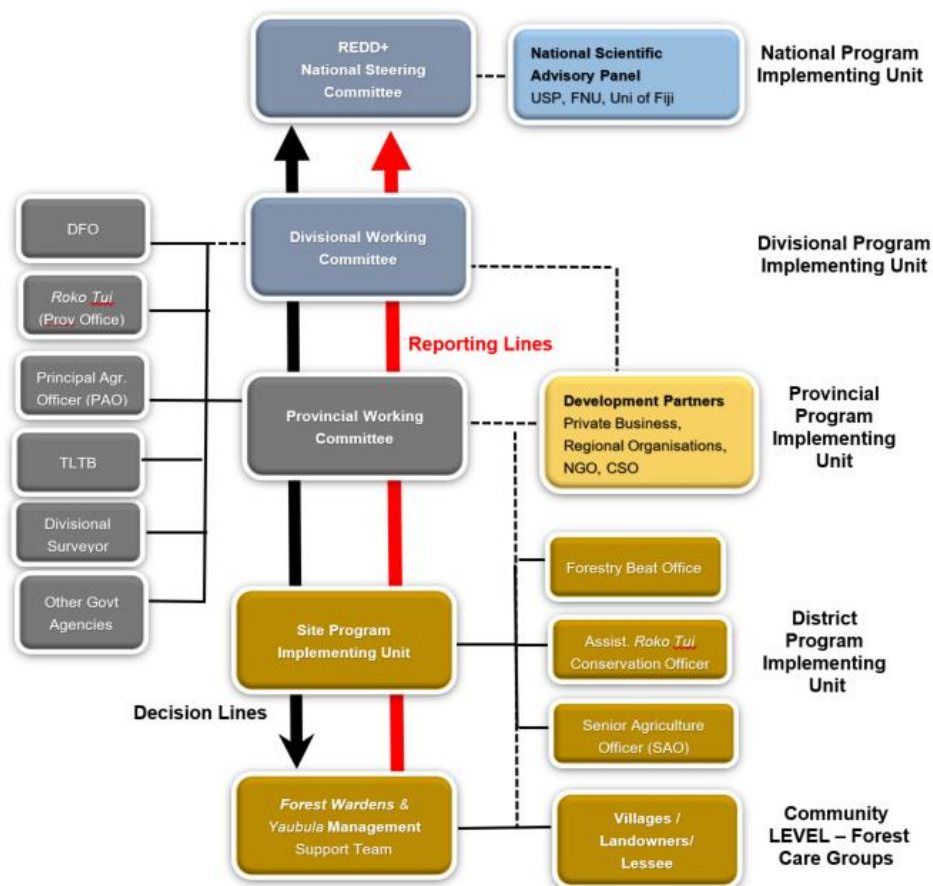 REDD+
National Steering
Committee
National Scientific
Advisory Panel
USP, FNU, Uni of Fiji
National Program
Implementing Unit
DFO
Divisional Working
Committee
Divisional Program
Implementing Unit
Roko Tui
(Prov Office)
Reporting Lines
Principal Agr.
Officer (PAO)
Provincial Working
Committee
Development Partners
Private Business,
Regional Organisations,
NGO, CSO
Provincial
Program
Implementing
Unit
TLTB
Divisional
Surveyor
Other Govt
Agencies
Forestry Beat Office
Site Program
Implementing Unit
Assist. Roko Tui
Conservation Officer
District
Program
Implementing
Unit
Decision Lines
Senior Agriculture
Officer (SAO)
Forest Wardens &
Yaubula Management
Support Team
Villages /
Landowners/
Lessee
Community
LEVEL – Forest
Care Groups